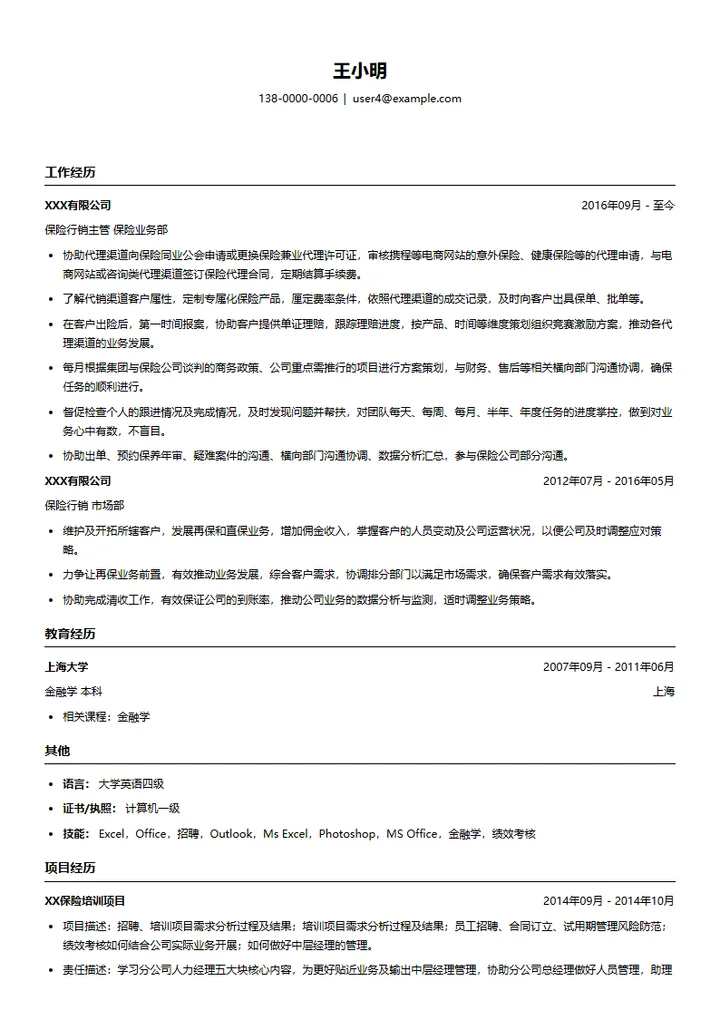 王小明
138-0000-0006 | user4@example.com
工作经历
XXX有限公司 2016年09月 - 至今
保险行销主管 保险业务部
• 协助代理渠道向保险同业公会申请或更换保险兼业代理许可证，审核携程等电商网站的意外保险、健康保险等的代理申请，与电
商网站或咨询类代理渠道签订保险代理合同，定期结算手续费。
• 了解代销渠道客户属性，定制专属化保险产品，厘定费率条件，依照代理渠道的成交记录，及时向客户出具保单、批单等。
• 在客户出险后，第一时间报案，协助客户提供单证理赔，跟踪理赔进度，按产品、时间等维度策划组织竞赛激励方案，推动各代
理渠道的业务发展。
• 每月根据集团与保险公司谈判的商务政策、公司重点需推行的项目进行方案策划，与财务、售后等相关横向部门沟通协调，确保
任务的顺利进行。
• 督促检查个人的跟进情况及完成情况，及时发现问题并帮扶，对团队每天、每周、每月、半年、年度任务的进度掌控，做到对业
务心中有数，不盲目。
• 协助出单、预约保养年审、疑难案件的沟通、横向部门沟通协调、数据分析汇总，参与保险公司部分沟通。
XXX有限公司 2012年07月 - 2016年05月
保险行销 市场部
• 维护及开拓所辖客户，发展再保和直保业务，增加佣金收入，掌握客户的人员变动及公司运营状况，以便公司及时调整应对策
略。
• 力争让再保业务前置，有效推动业务发展，综合客户需求，协调排分部门以满足市场需求，确保客户需求有效落实。
• 协助完成清收工作，有效保证公司的到账率，推动公司业务的数据分析与监测，适时调整业务策略。
教育经历
上海大学 2007年09月 - 2011年06月
金融学 本科 上海
• 相关课程：金融学
其他
• 语言： 大学英语四级
• 证书/执照： 计算机一级
• 技能： Excel，Office，招聘，Outlook，Ms Excel，Photoshop，MS Office，金融学，绩效考核
项目经历
XX保险培训项目 2014年09月 - 2014年10月
• 项目描述：招聘、培训项目需求分析过程及结果；培训项目需求分析过程及结果；员工招聘、合同订立、试用期管理风险防范；
绩效考核如何结合公司实际业务开展；如何做好中层经理的管理。
• 责任描述：学习分公司人力经理五大块核心内容，为更好贴近业务及输出中层经理管理，协助分公司总经理做好人员管理，助理